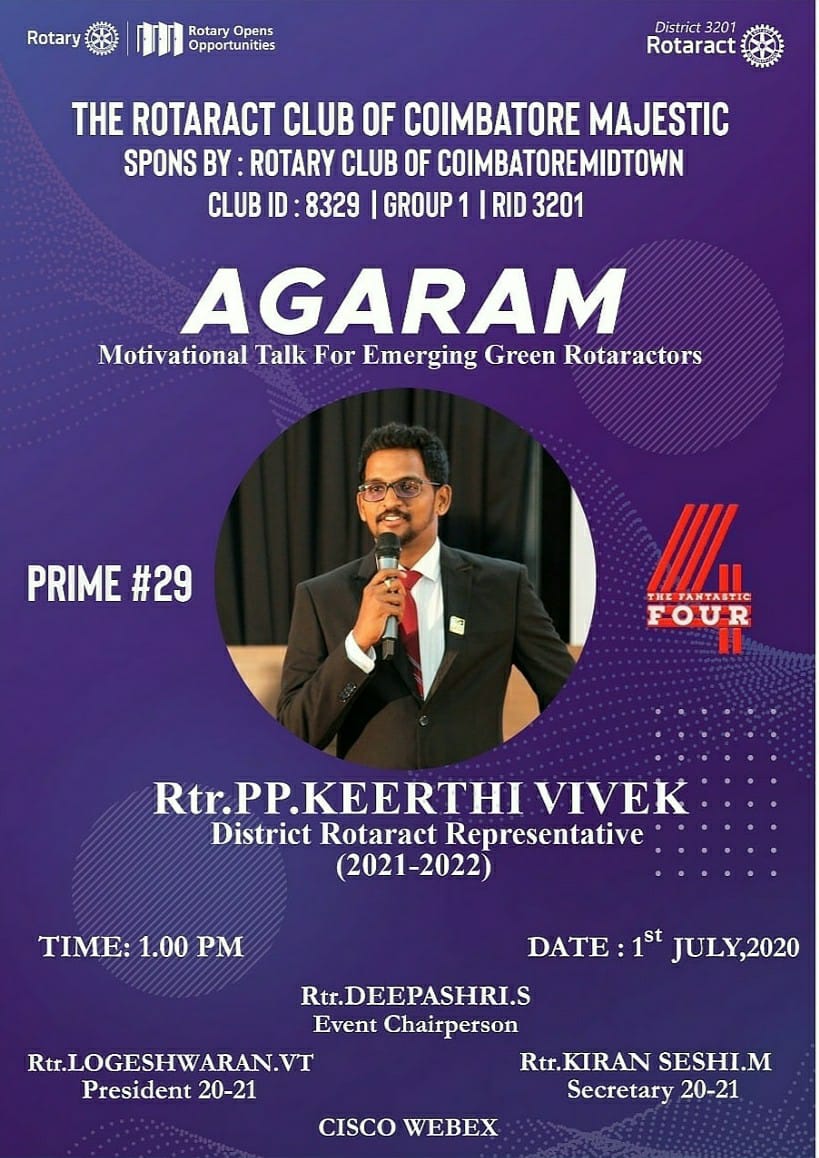 Rotary
Rotary Opens
Opportunities
District 3201
Rotaract
THE ROTARACT CLUB OF COIMBATORE MAJESTIC
SPONS BY : ROTARY CLUB OF COIMBATOREMIDTOWN
CLUB ID : 8329 | GROUP 1 | RID 3201
AGARAM
Motivational Talk For Emerging Green Rotaractors
PRIME #29
4
THE FANTASTIC
FOUR
Rtr.PP.KEERTHI VIVEK
District Rotaract Representative
(2021-2022)
TIME: 1.00 PM
DATE : 1st JULY,2020
Rtr.DEEPASHRI.S
Event Chairperson
Rtr.LOGESHWARAN.VT
President 20-21
Rtr.KIRAN SESHI.M
Secretary 20-21
CISCO WEBEX